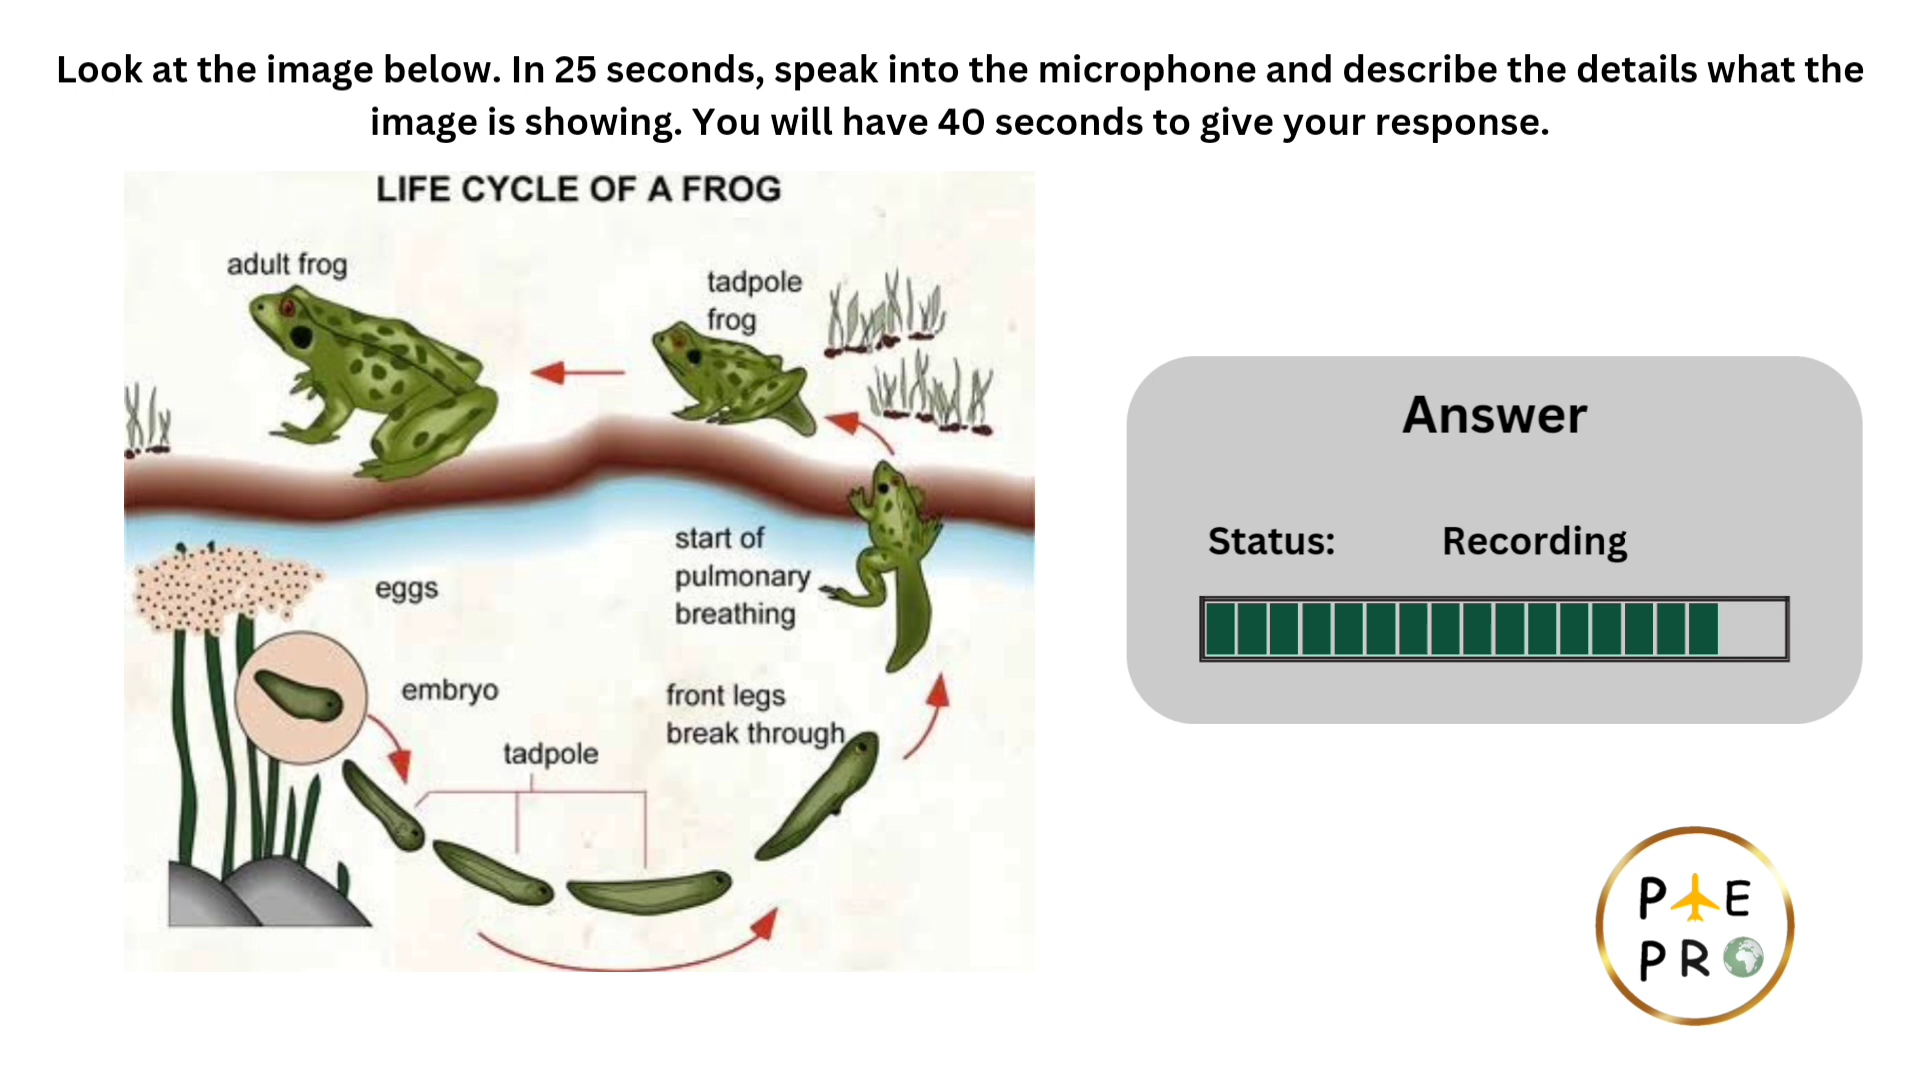 Look at the image below. In 25 seconds, speak into the microphone and describe the details what the
image is showing. You will have 40 seconds to give your response.
LIFE CYCLE OF A FROG
adult frog
tadpole
frog
start of
pulmonary
breathing
eggs
embryo
front legs
break through
tadpole
Answer
Status: Recording
P E
PR